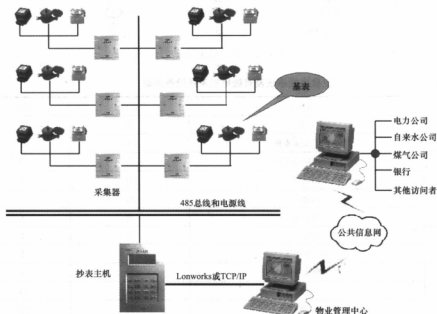 基表
电力公司
自来水公司
煤气公司
银行
其他访问者
采集器
485总线和电源线
公共信息网
抄表主机
Lonworks或TCP/IP
物业管理中心